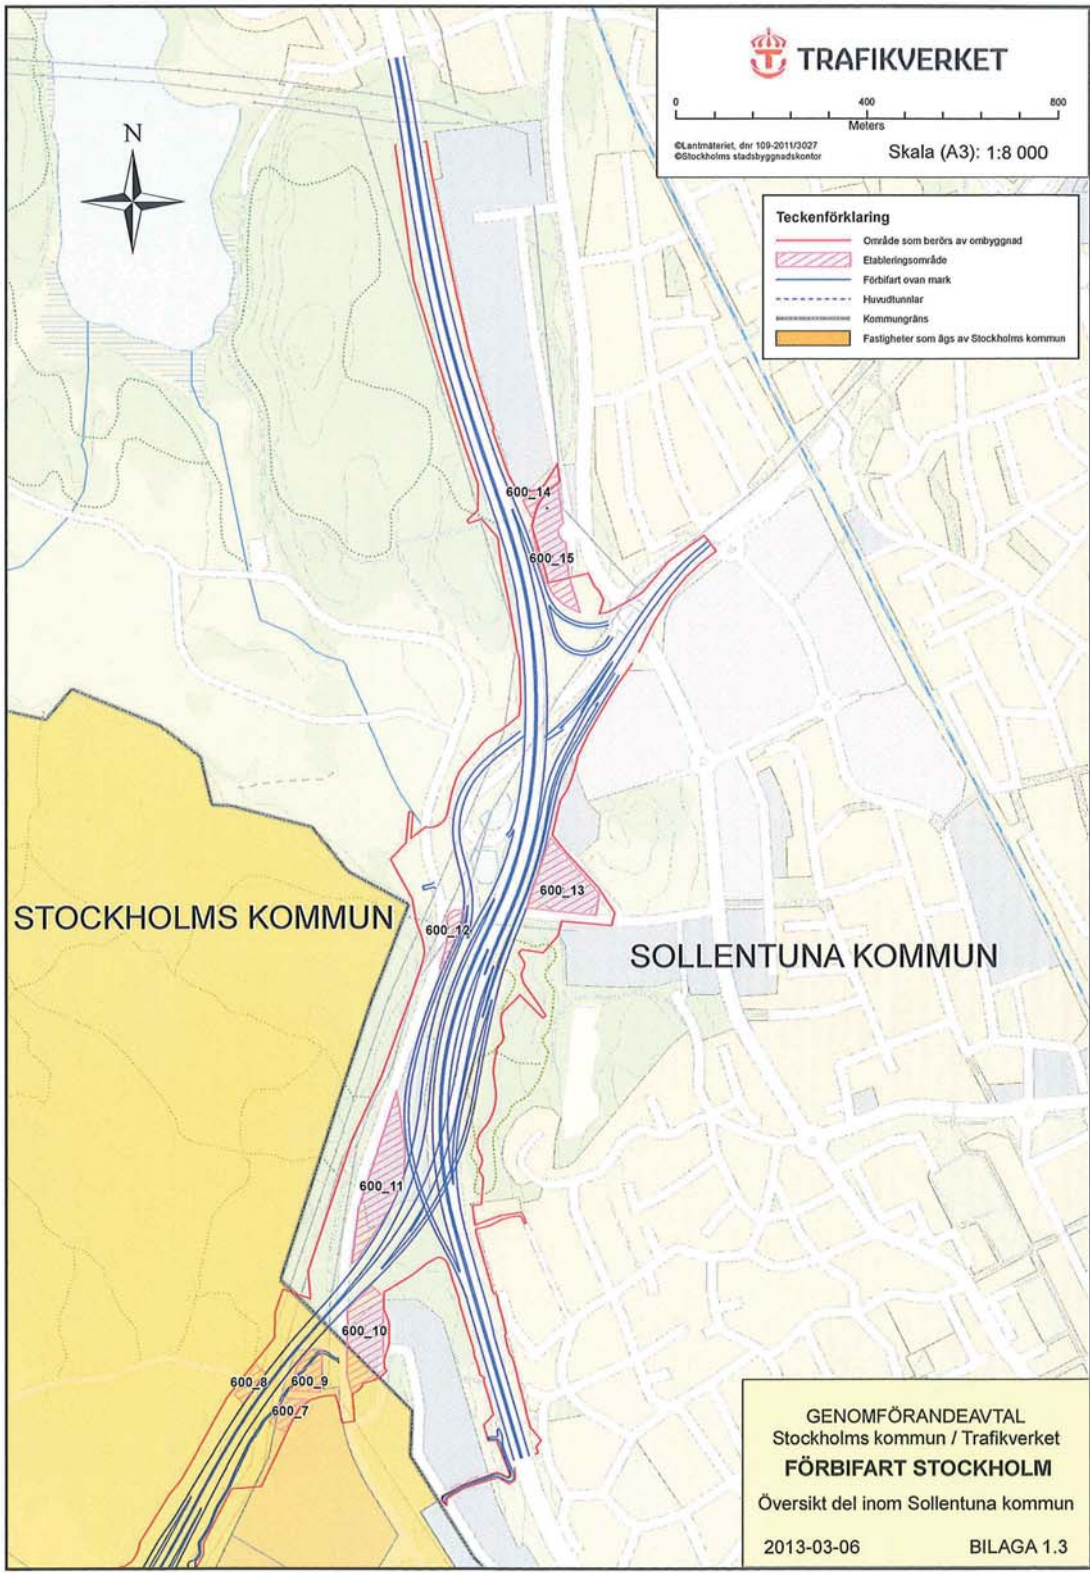 TRAFIKVERKET
0 400 800
Meters
©Lantmäteriet, dnr 109-2011/3027
©Stockholms stadsbyggnadskontor
Skala (A3): 1:8 000
N
Teckenförklaring
Område som berörs av ombyggnad
Etableringsområde
Förbifart ovan mark
Huvudtunnlar
Kommungräns
Fastigheter som ägs av Stockholms kommun
600_14
600_15
600_13
STOCKHOLMS KOMMUN
600_12
SOLLENTUNA KOMMUN
600_11
600_10
600_8
600_9
600_7
GENOMFÖRANDEAVTAL
Stockholms kommun / Trafikverket
FÖRBIFART STOCKHOLM
Översikt del inom Sollentuna kommun
2013-03-06 BILAGA 1.3